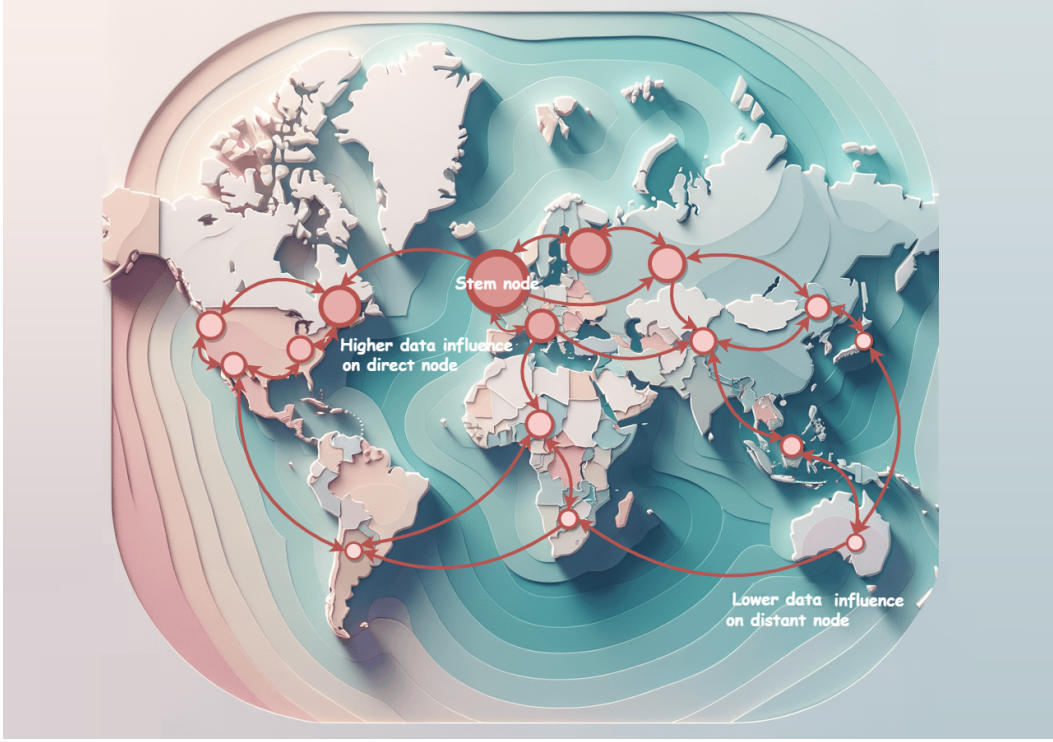 Stem node
Higher data influence
on direct node
Lower data influence
on distant node